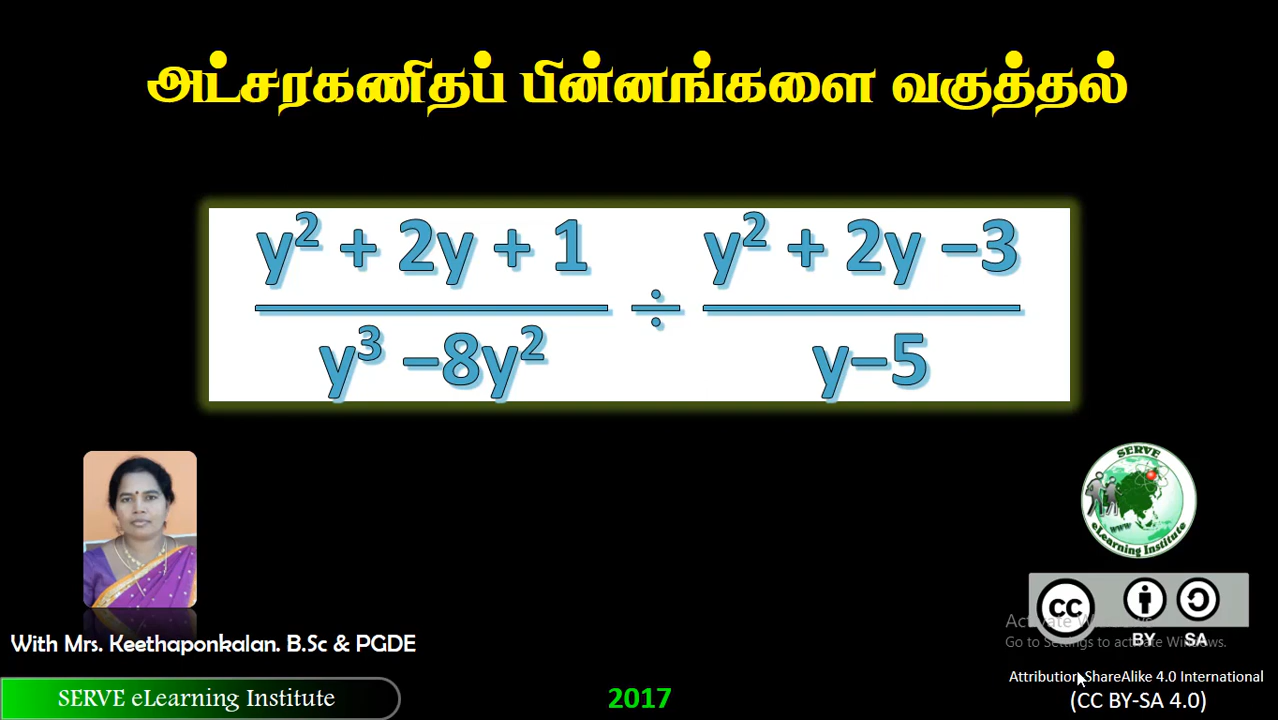 அட்சரகணிதப் பின்னங்களை வகுத்தல்
y² + 2y + 1 ÷ y² + 2y –3
y³ –8y² y–5
SERVE
www
eLearning Institute
cc
BY SA
Activate Windows
Go to Settings to activate Windows.
With Mrs. Keethaponkalan. B.Sc & PGDE
Attribution-ShareAlike 4.0 International
(CC BY-SA 4.0)
SERVE eLearning Institute
2017